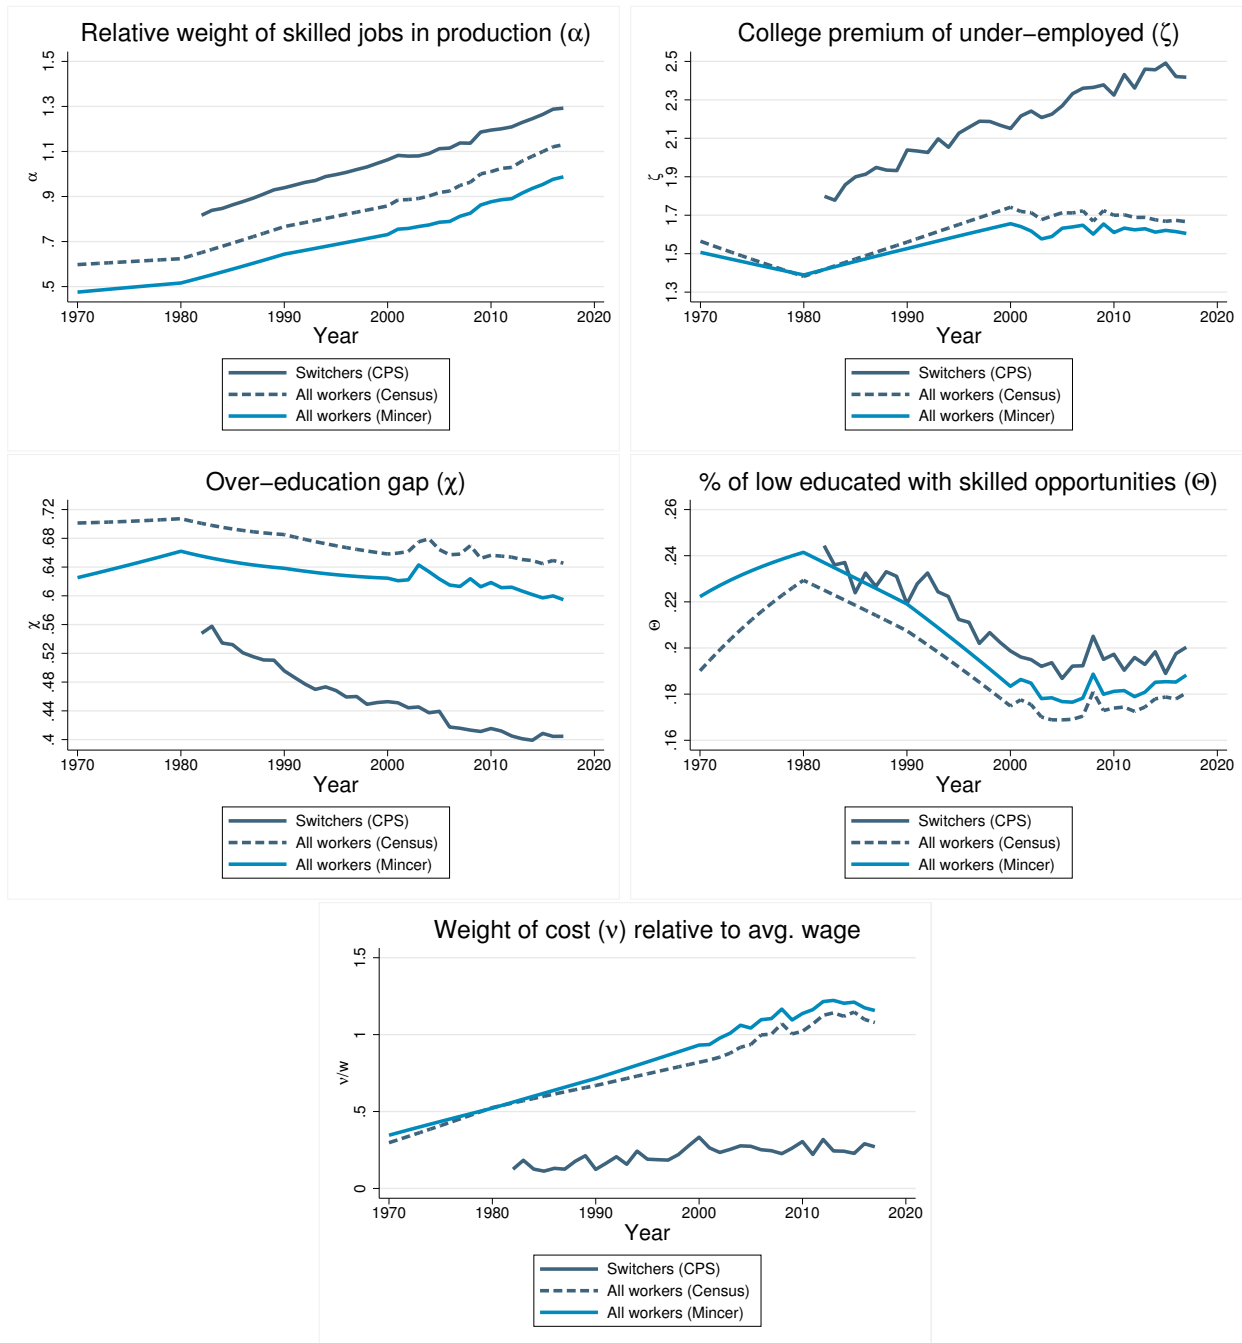 Relative weight of skilled jobs in production (α)
1.5
1.3
1.1
.9
.7
.5
α
1970 1980 1990 2000 2010 2020
Year
Switchers (CPS)
All workers (Census)
All workers (Mincer)
College premium of under−employed (ζ)
2.5
2.3
2.1
1.9
1.7
1.5
1.3
ζ
1970 1980 1990 2000 2010 2020
Year
Switchers (CPS)
All workers (Census)
All workers (Mincer)
Over−education gap (χ)
.72
.68
.64
.6
.56
.52
.48
.44
.4
χ
1970 1980 1990 2000 2010 2020
Year
Switchers (CPS)
All workers (Census)
All workers (Mincer)
% of low educated with skilled opportunities (Θ)
.26
.24
.22
.2
.18
.16
Θ
1970 1980 1990 2000 2010 2020
Year
Switchers (CPS)
All workers (Census)
All workers (Mincer)
Weight of cost (ν) relative to avg. wage
1.5
1
.5
0
ν/w
1970 1980 1990 2000 2010 2020
Year
Switchers (CPS)
All workers (Census)
All workers (Mincer)